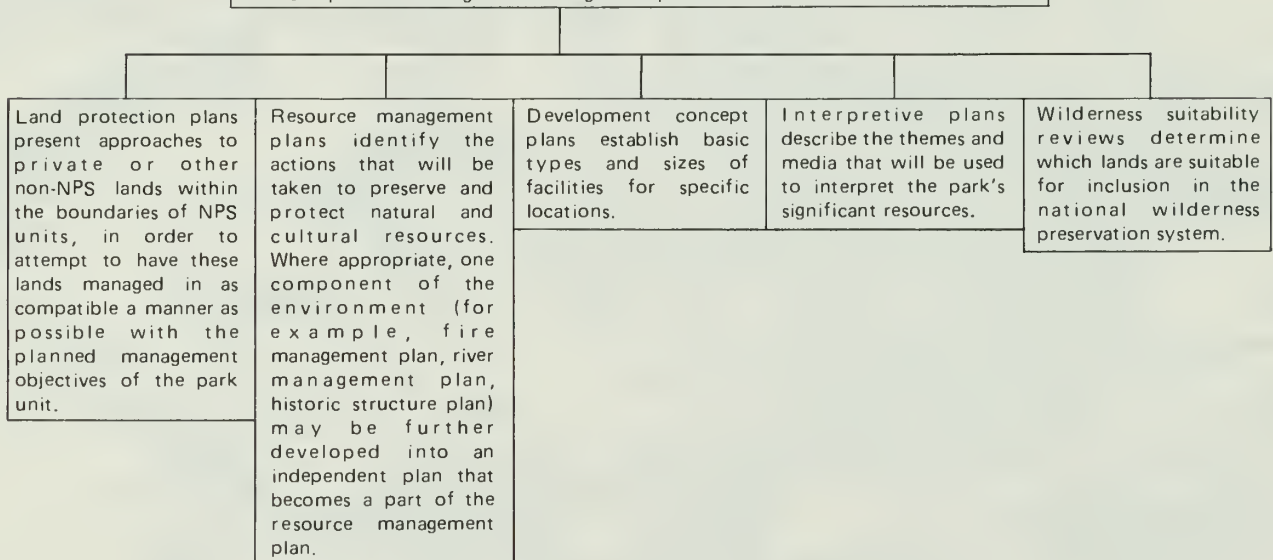 Land protection plans
present approaches to
private or other
non-NPS lands within
the boundaries of NPS
units, in order to
attempt to have these
lands managed in as
compatible a manner as
possible with the
planned management
objectives of the park
unit.
Resource management
plans identify the
actions that will be
taken to preserve and
protect natural and
cultural resources.
Where appropriate, one
component of the
environment (for
example, fire
management plan, river
management plan,
historic structure plan)
may be further
developed into an
independent plan that
becomes a part of the
resource management
plan.
Development concept
plans establish basic
types and sizes of
facilities for specific
locations.
Interpretive plans
describe the themes and
media that will be used
to interpret the park's
significant resources.
Wilderness suitability
reviews determine
which lands are suitable
for inclusion in the
national wilderness
preservation system.